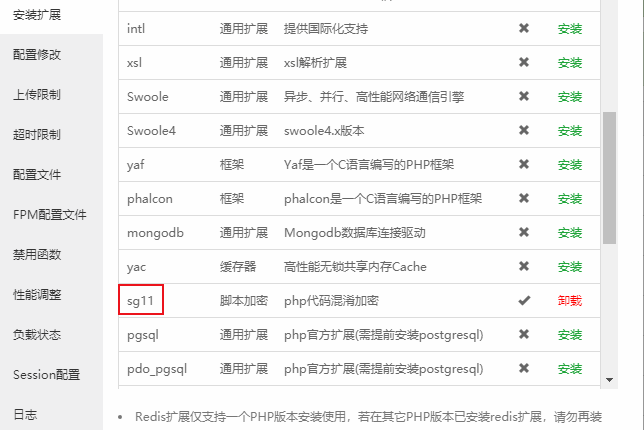 安装扩展
配置修改
上传限制
超时限制
配置文件
FPM配置文件
禁用函数
性能调整
负载状态
Session配置
日志
intl 通用扩展 提供国际化支持 ✖ 安装
xsl 通用扩展 xsl解析扩展 ✖ 安装
Swoole 通用扩展 异步、并行、高性能网络通信引擎 ✖ 安装
Swoole4 通用扩展 swoole4.x版本 ✖ 安装
yaf 框架 Yaf是一个C语言编写的PHP框架 ✖ 安装
phalcon 框架 phalcon是一个C语言编写的PHP框架 ✖ 安装
mongodb 通用扩展 Mongodb数据库连接驱动 ✖ 安装
yac 缓存器 高性能无锁共享内存Cache ✖ 安装
sg11 脚本加密 php代码混淆加密 ✔ 卸载
pgsql 通用扩展 php官方扩展(需提前安装postgresql) ✖ 安装
pdo_pgsql 通用扩展 php官方扩展(需提前安装postgresql) ✖ 安装
• Redis扩展仅支持一个PHP版本安装使用，若在其它PHP版本已安装redis扩展，请勿再装